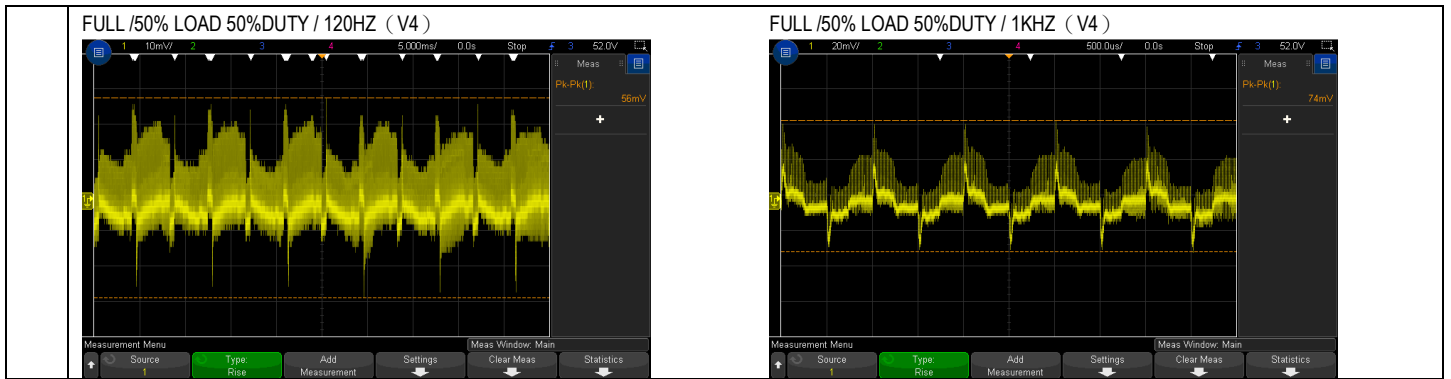 FULL /50% LOAD 50%DUTY / 120HZ（V4）
1 10mV/ 2 3 4 5.000ms/ 0.0s Stop 3 52.0V
Meas
Pk-Pk(1):
56mV
+
Measurement Menu
Meas Window: Main
Source
1
Type:
Rise
Add
Measurement
Settings
Clear Meas
Statistics
FULL /50% LOAD 50%DUTY / 1KHZ（V4）
1 20mV/ 2 3 4 500.0us/ 0.0s Stop 3 52.0V
Meas
Pk-Pk(1):
74mV
+
Measurement Menu
Meas Window: Main
Source
1
Type:
Rise
Add
Measurement
Settings
Clear Meas
Statistics